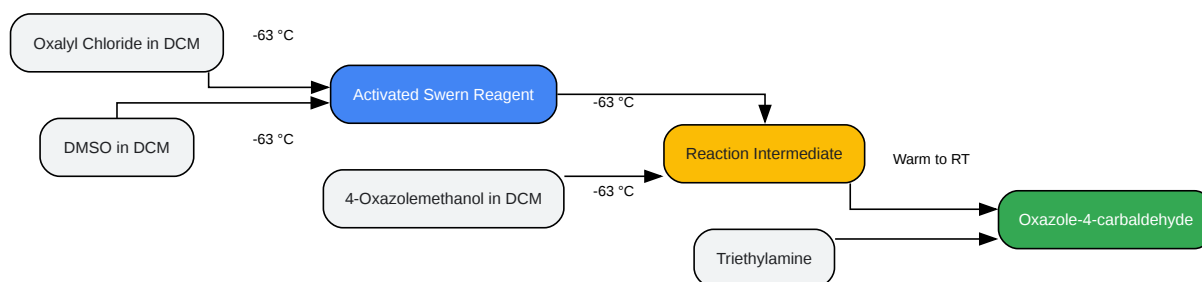 Oxalyl Chloride in DCM
-63 °C
Activated Swern Reagent
-63 °C
DMSO in DCM
-63 °C
Reaction Intermediate
Warm to RT
4-Oxazolemethanol in DCM
-63 °C
Oxazole-4-carbaldehyde
Triethylamine